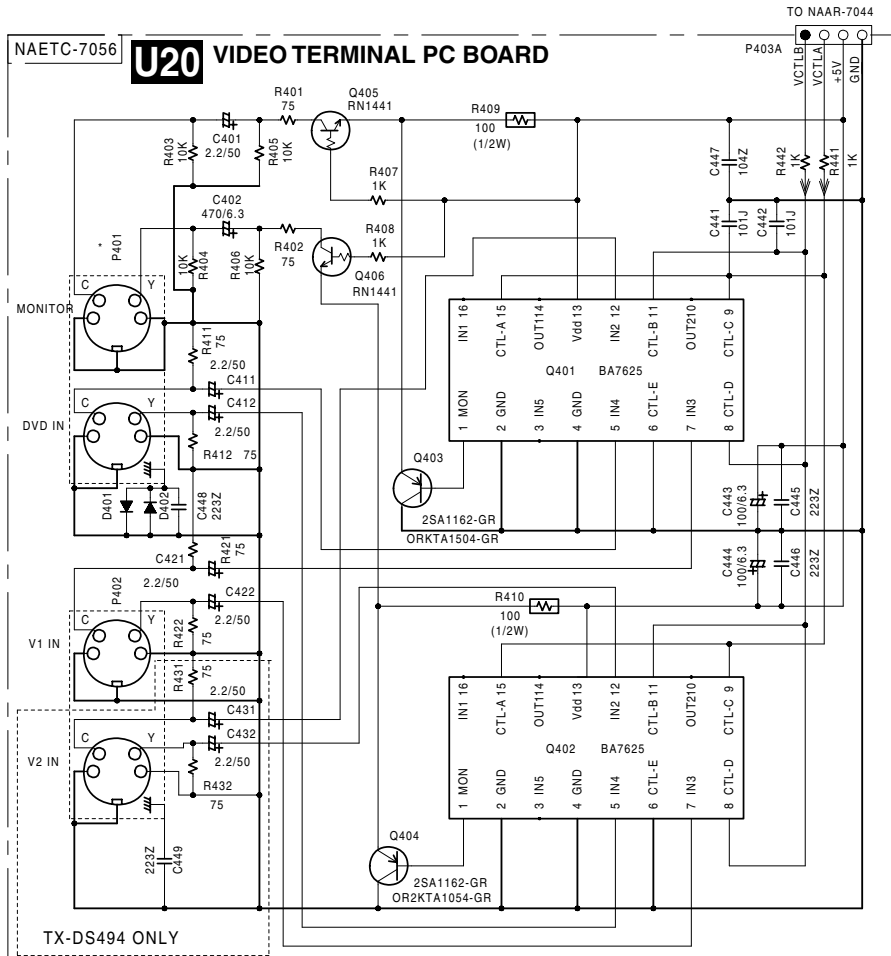 TO NAAR-7044
NAETC-7056
U20 VIDEO TERMINAL PC BOARD
P403A
VCTLB
VCTLA
+5V
GND
R401
75
Q405
RN1441
R409
100
(1/2W)
R403
10K
C401
2.2/50
R405
10K
R407
1K
C447
104Z
R442
1K
R441
1K
C402
470/6.3
C441
101J
C442
101J
* P401
R404
10K
R406
10K
R402
75
R408
1K
Q406
RN1441
C Y
MONITOR
IN1 16
CTL-A 15
OUT114
Vdd 13
IN2 12
CTL-B 11
OUT210
CTL-C 9
Q401 BA7625
1 MON
2 GND
3 IN5
4 GND
5 IN4
6 CTL-E
7 IN3
8 CTL-D
R411
75
2.2/50
C411
C412
2.2/50
R412 75
C Y
DVD IN
Q403
2SA1162-GR
ORKTA1504-GR
D401
D402
C448
223Z
C443
100/6.3
C445
223Z
C444
100/6.3
C446
223Z
C421
2.2/50
R421
75
P402
C422
2.2/50
R422
75
R410
100
(1/2W)
C Y
V1 IN
R431
75
2.2/50
C431
C432
2.2/50
R432
75
C Y
V2 IN
IN1 16
CTL-A 15
OUT114
Vdd 13
IN2 12
CTL-B 11
OUT210
CTL-C 9
Q402 BA7625
1 MON
2 GND
3 IN5
4 GND
5 IN4
6 CTL-E
7 IN3
8 CTL-D
Q404
2SA1162-GR
OR2KTA1054-GR
223Z
C449
TX-DS494 ONLY